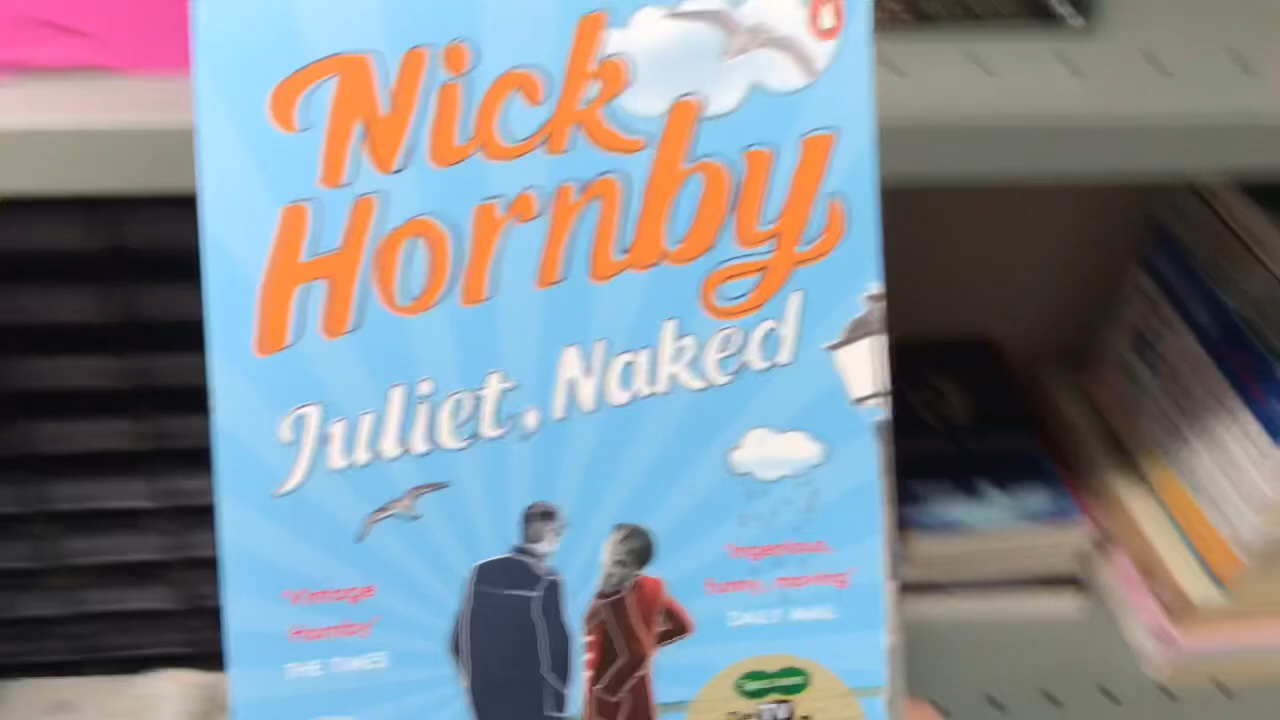 Nick
Hornby
Juliet, Naked
'Vintage
Hornby'
THE TIMES
'Ingenious,
funny, moving'
DAILY MAIL